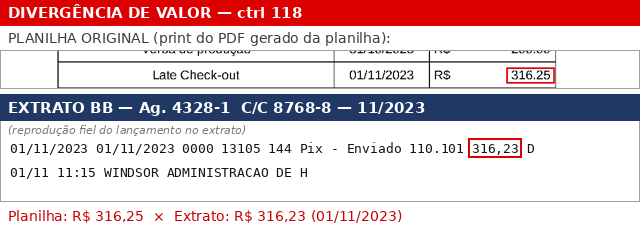 DIVERGÊNCIA DE VALOR — ctrl 118
PLANILHA ORIGINAL (print do PDF gerado da planilha):
Late Check-out 01/11/2023 R$ 316.25
EXTRATO BB — Ag. 4328-1 C/C 8768-8 — 11/2023
(reprodução fiel do lançamento no extrato)
01/11/2023 01/11/2023 0000 13105 144 Pix - Enviado 110.101 316,23 D
01/11 11:15 WINDSOR ADMINISTRACAO DE H
Planilha: R$ 316,25 × Extrato: R$ 316,23 (01/11/2023)